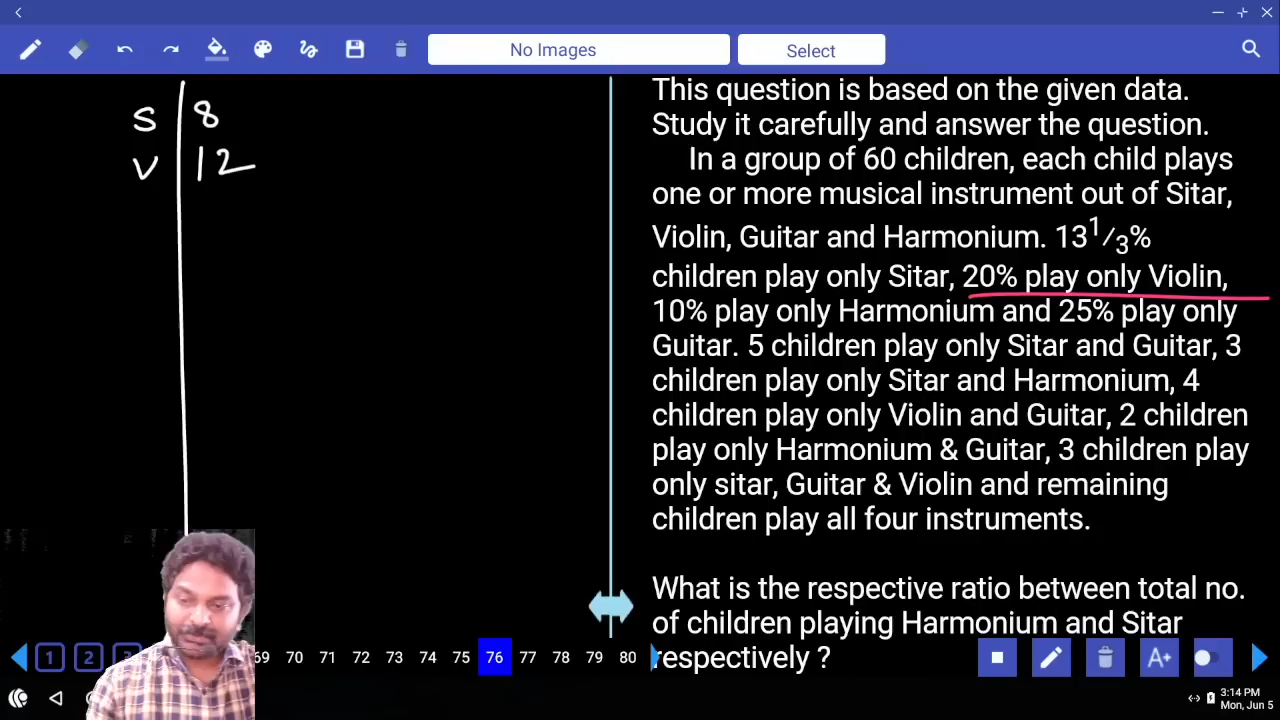 No Images
Select
S 8
V 12
This question is based on the given data.
Study it carefully and answer the question.
In a group of 60 children, each child plays
one or more musical instrument out of Sitar,
Violin, Guitar and Harmonium. 13 1/3%
children play only Sitar, 20% play only Violin,
10% play only Harmonium and 25% play only
Guitar. 5 children play only Sitar and Guitar, 3
children play only Sitar and Harmonium, 4
children play only Violin and Guitar, 2 children
play only Harmonium & Guitar, 3 children play
only sitar, Guitar & Violin and remaining
children play all four instruments.
What is the respective ratio between total no.
of children playing Harmonium and Sitar
respectively ?
1 2 3 69 70 71 72 73 74 75 76 77 78 79 80
A+
3:14 PM
Mon, Jun 5